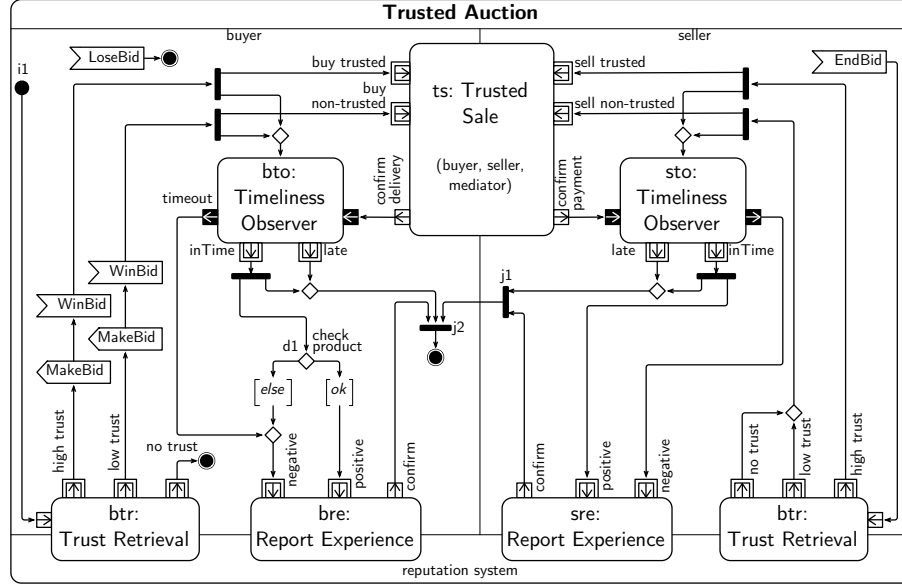 Trusted Auction
buyer
seller
i1
LoseBid
EndBid
buy trusted
buy
non-trusted
ts: Trusted
Sale
(buyer, seller,
mediator)
sell trusted
sell non-trusted
bto:
Timeliness
Observer
timeout
confirm
delivery
confirm
payment
sto:
Timeliness
Observer
inTime
late
late
inTime
WinBid
WinBid
MakeBid
MakeBid
j1
j2
d1
check
product
[else]
[ok]
high trust
low trust
no trust
negative
positive
confirm
confirm
positive
negative
no trust
low trust
high trust
btr:
Trust Retrieval
bre:
Report Experience
sre:
Report Experience
btr:
Trust Retrieval
reputation system